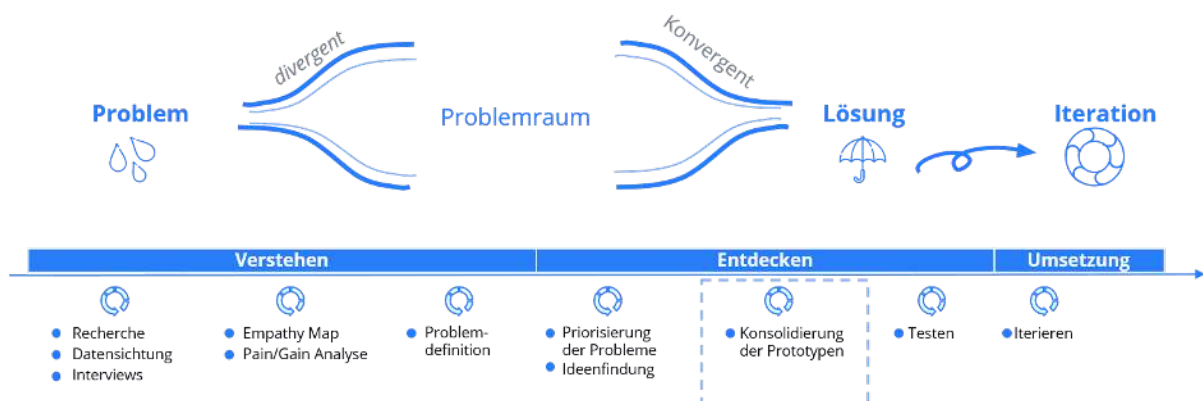 divergent
Konvergent
Problem
Problemraum
Lösung
Iteration
Verstehen
Entdecken
Umsetzung
Recherche
Datensichtung
Interviews
Empathy Map
Pain/Gain Analyse
Problem-
definition
Priorisierung
der Probleme
Ideenfindung
Konsolidierung
der Prototypen
Testen
Iterieren